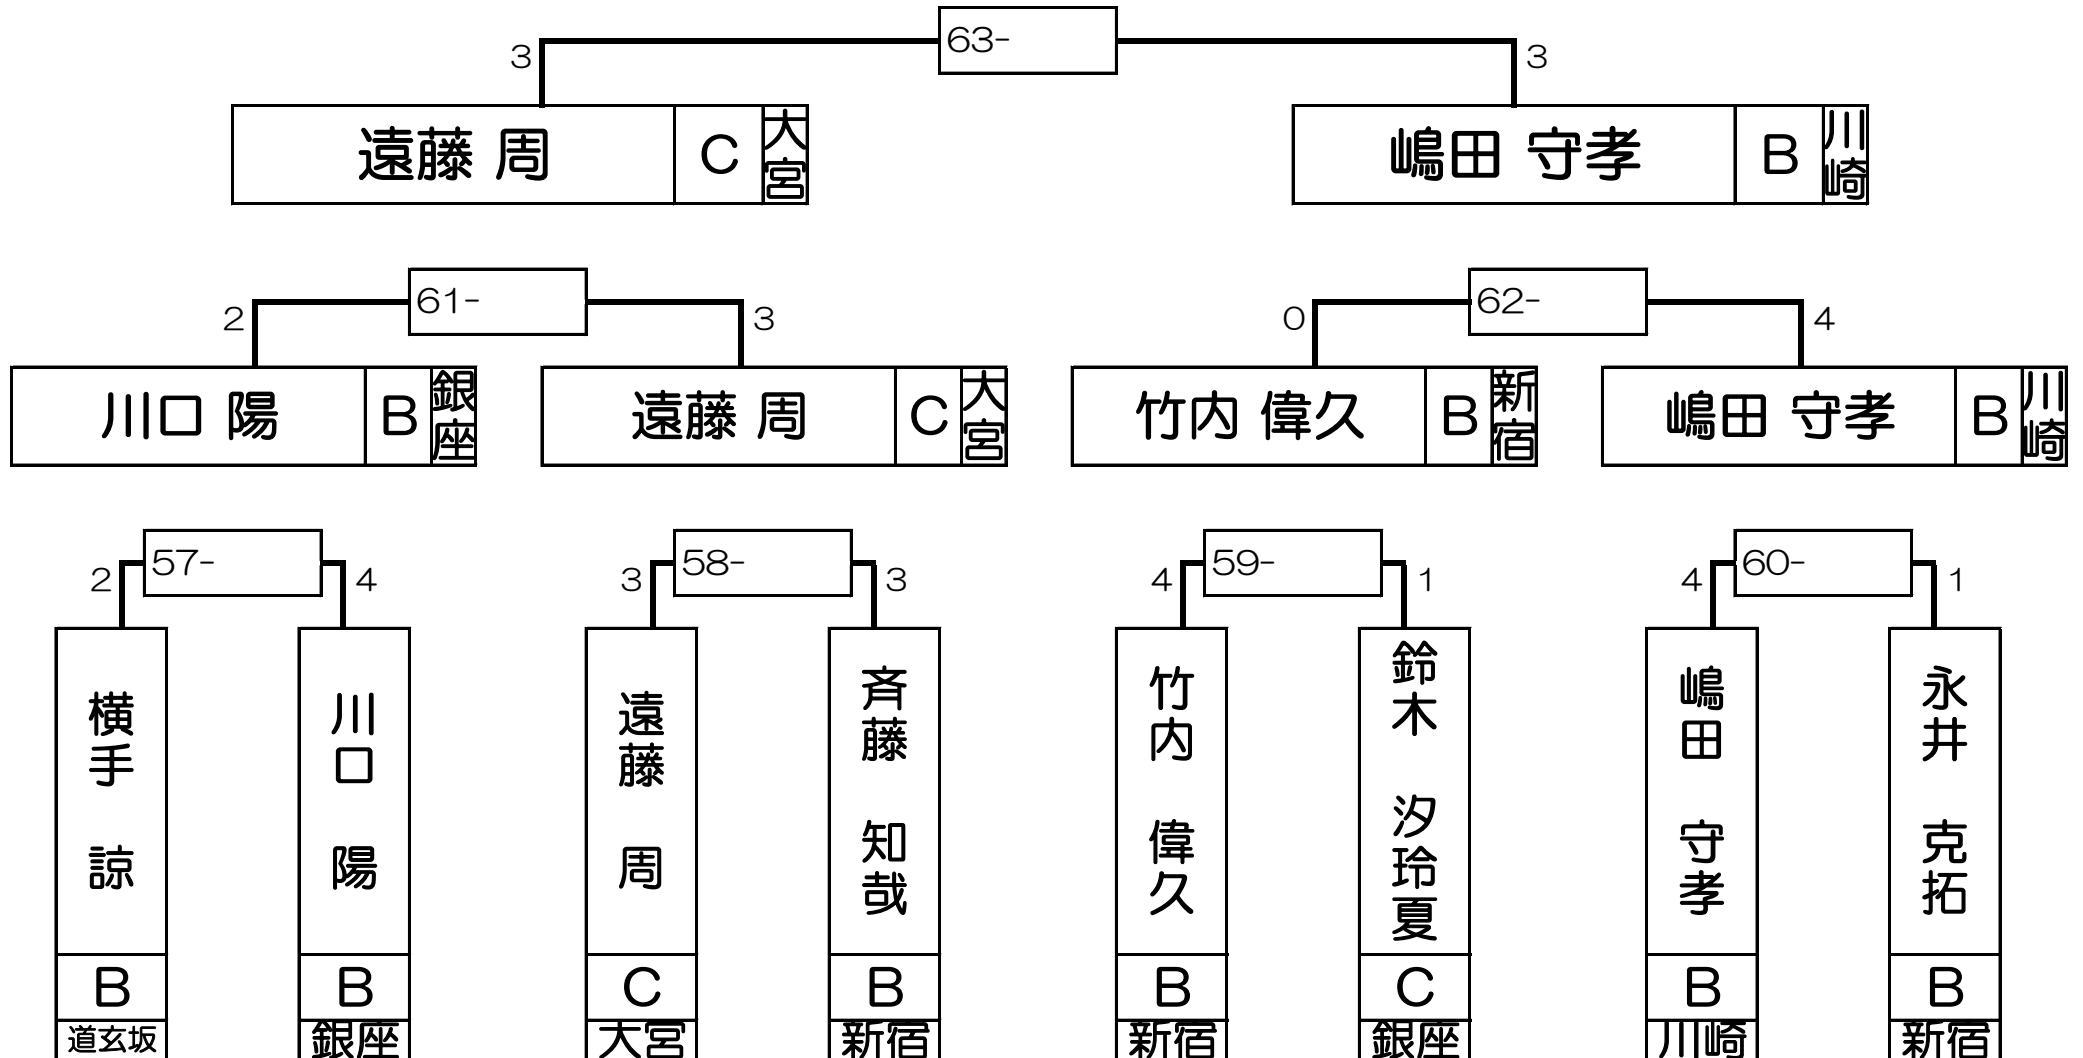 63-
3 3
遠藤 周 C 大宮 嶋田 守孝 B 川崎
61- 62-
2 3 0 4
川口 陽 B 銀座 遠藤 周 C 大宮 竹内 偉久 B 新宿 嶋田 守孝 B 川崎
57- 58- 59- 60-
2 4 3 3 4 1 4 1
横手 諒 川口 陽 遠藤 周 斉藤 知哉 竹内 偉久 鈴木 汐玲夏 嶋田 守孝 永井 克拓
B B C B B C B B
道玄坂 銀座 大宮 新宿 新宿 銀座 川崎 新宿